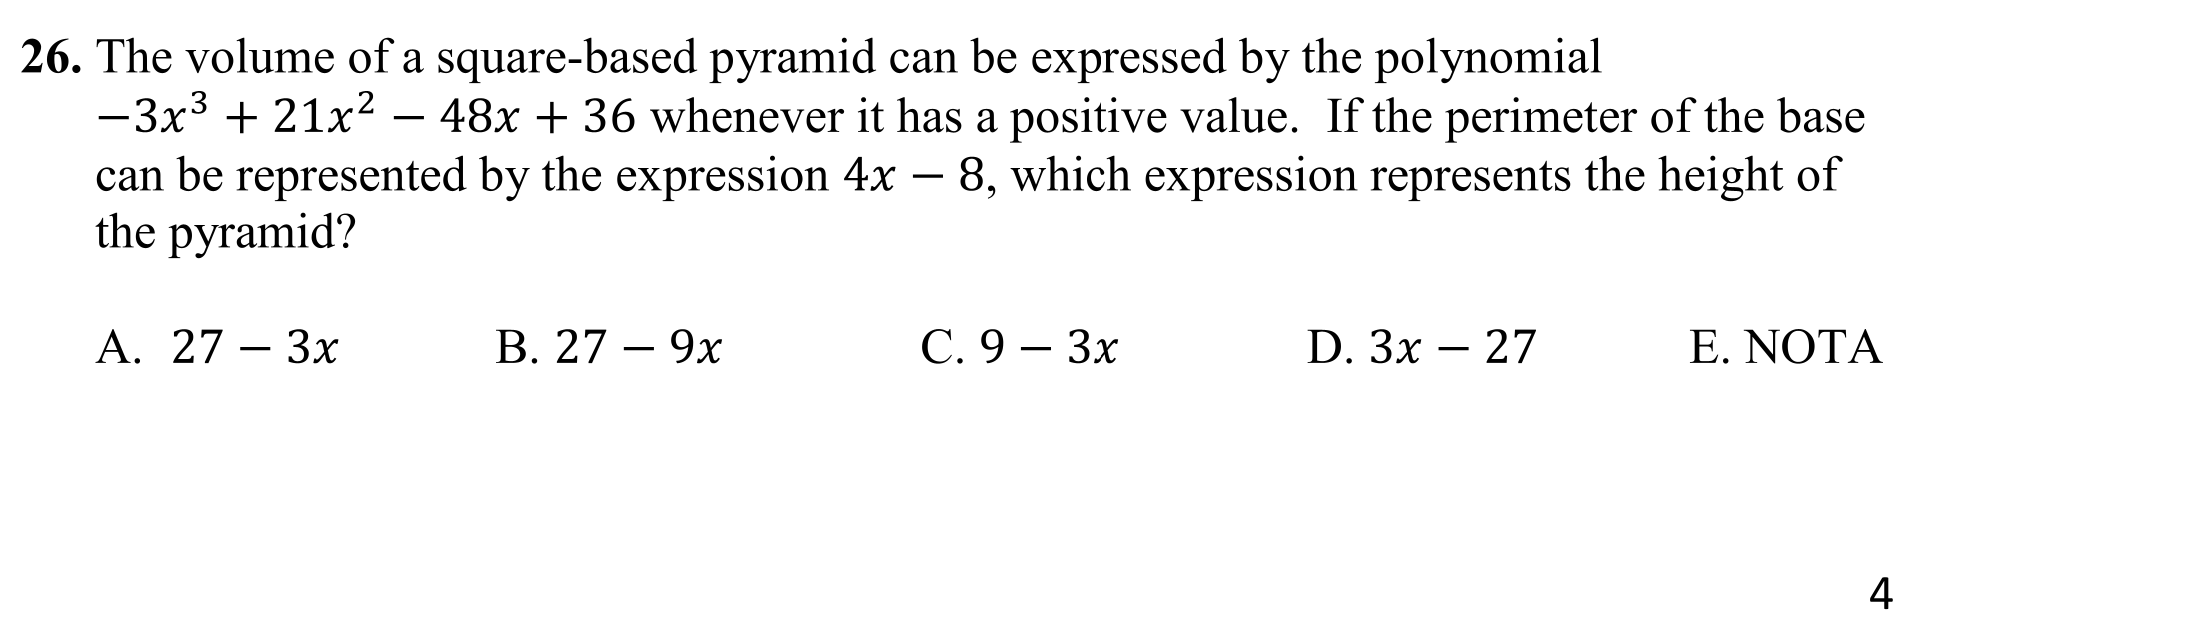 26. The volume of a square-based pyramid can be expressed by the polynomial
−3x³ + 21x² − 48x + 36 whenever it has a positive value. If the perimeter of the base
can be represented by the expression 4x − 8, which expression represents the height of
the pyramid?
A. 27 − 3x B. 27 − 9x C. 9 − 3x D. 3x − 27 E. NOTA
4